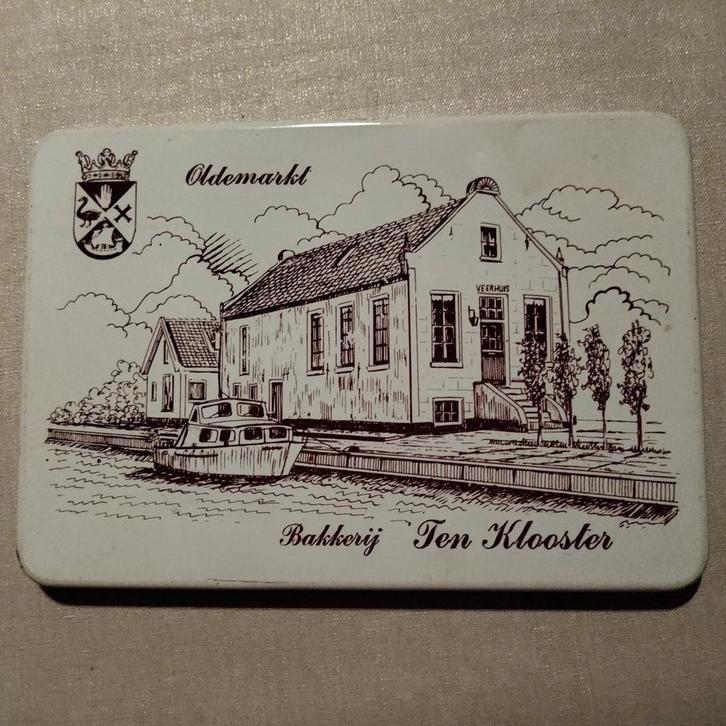 Oldemarkt
VEERHUIS
Bakkerij Ten Klooster